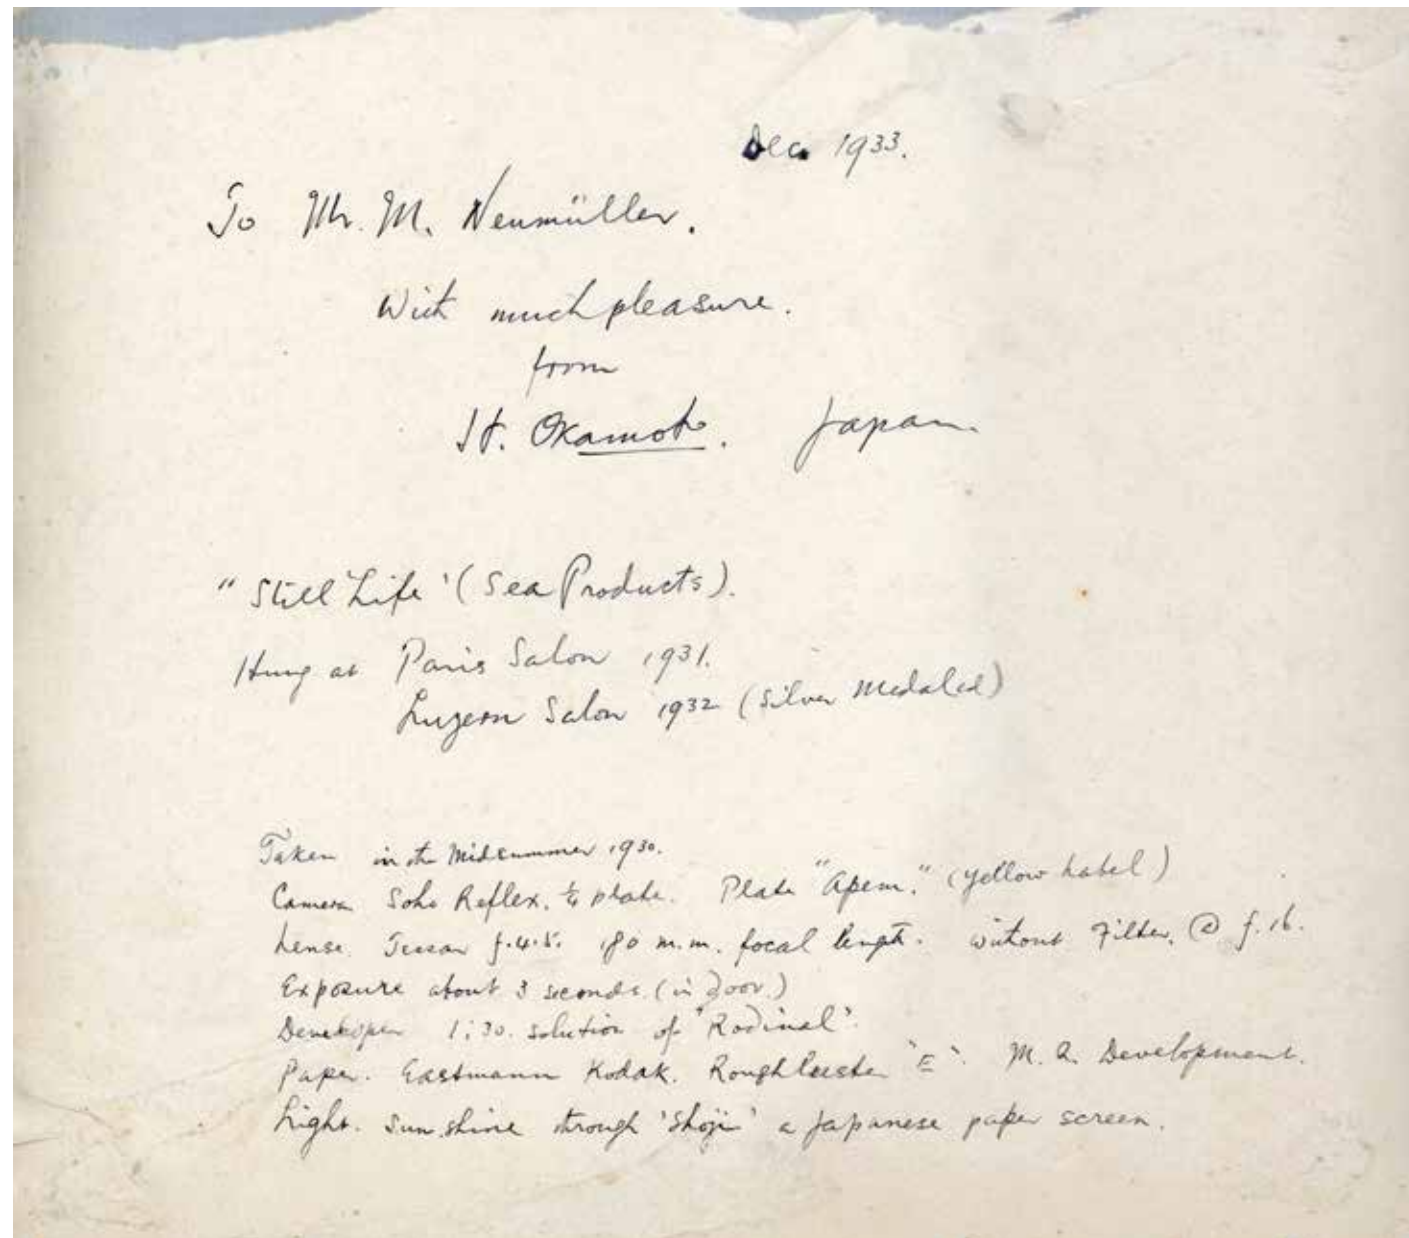 Dec. 1933.
To Mr. M. Neumüller.
With much pleasure.
from
H. Okamoto. Japan
"Still Life' (Sea Products).
Hung at Paris Salon 1931.
Luzern Salon 1932 (Silver Medaled)
Taken in the Midsummer 1930.
Camera Soho Reflex. ¼ plate. Plate "Apem." (Yellow Label)
Lense. Tessar f.4.5. 180 m.m. focal length. without Filter. @ f.16.
Exposure about 3 seconds. (in door.)
Developer 1:30. solution of "Rodinal".
Paper. Eastmann Kodak. Roughluster 'E'. M.Q. Development.
Light. Sun shine through 'Shoji' a Japanese paper screen.